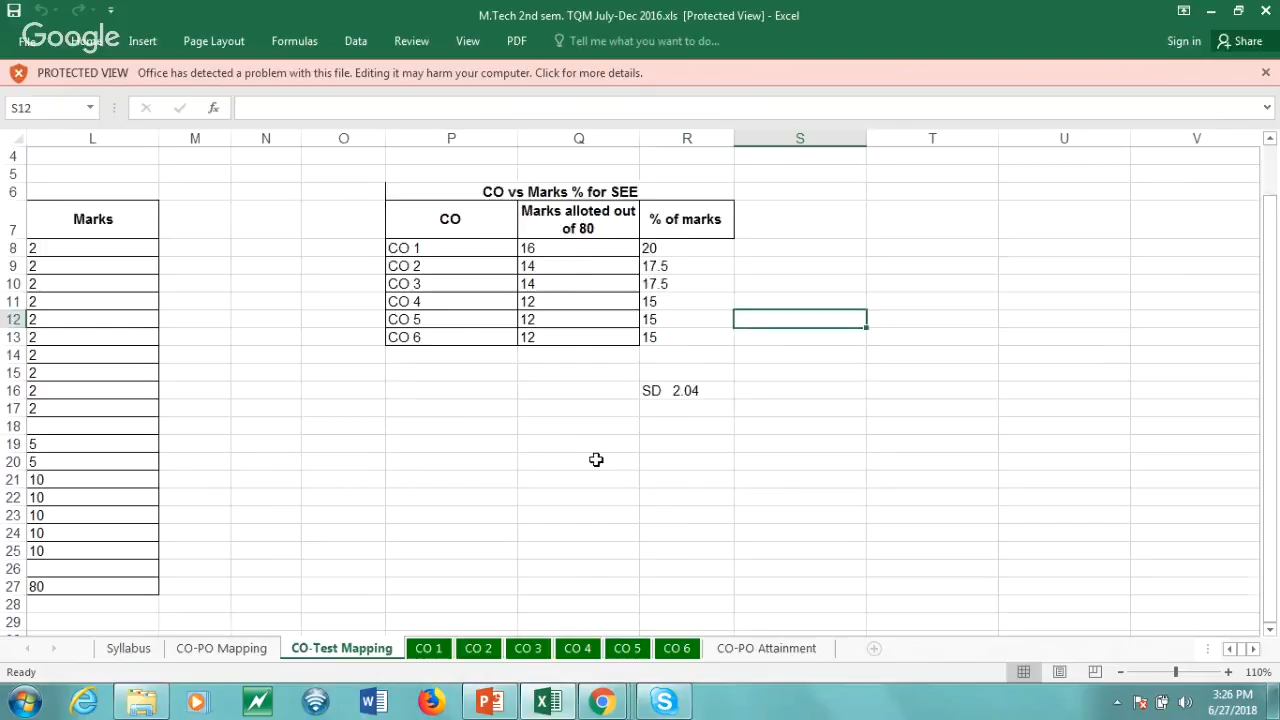 M.Tech 2nd sem. TQM July-Dec 2016.xls [Protected View] - Excel
Google
File Home Insert Page Layout Formulas Data Review View PDF Tell me what you want to do... Sign in Share
PROTECTED VIEW Office has detected a problem with this file. Editing it may harm your computer. Click for more details.
S12 fx
L M N O P Q R S T U V
4
5
6 CO vs Marks % for SEE
7 Marks CO Marks alloted out of 80 % of marks
8 2 CO 1 16 20
9 2 CO 2 14 17.5
10 2 CO 3 14 17.5
11 2 CO 4 12 15
12 2 CO 5 12 15
13 2 CO 6 12 15
14 2
15 2
16 2 SD 2.04
17 2
18
19 5
20 5
21 10
22 10
23 10
24 10
25 10
26
27 80
28
29
Syllabus CO-PO Mapping CO-Test Mapping CO 1 CO 2 CO 3 CO 4 CO 5 CO 6 CO-PO Attainment
Ready 110%
3:26 PM
6/27/2018